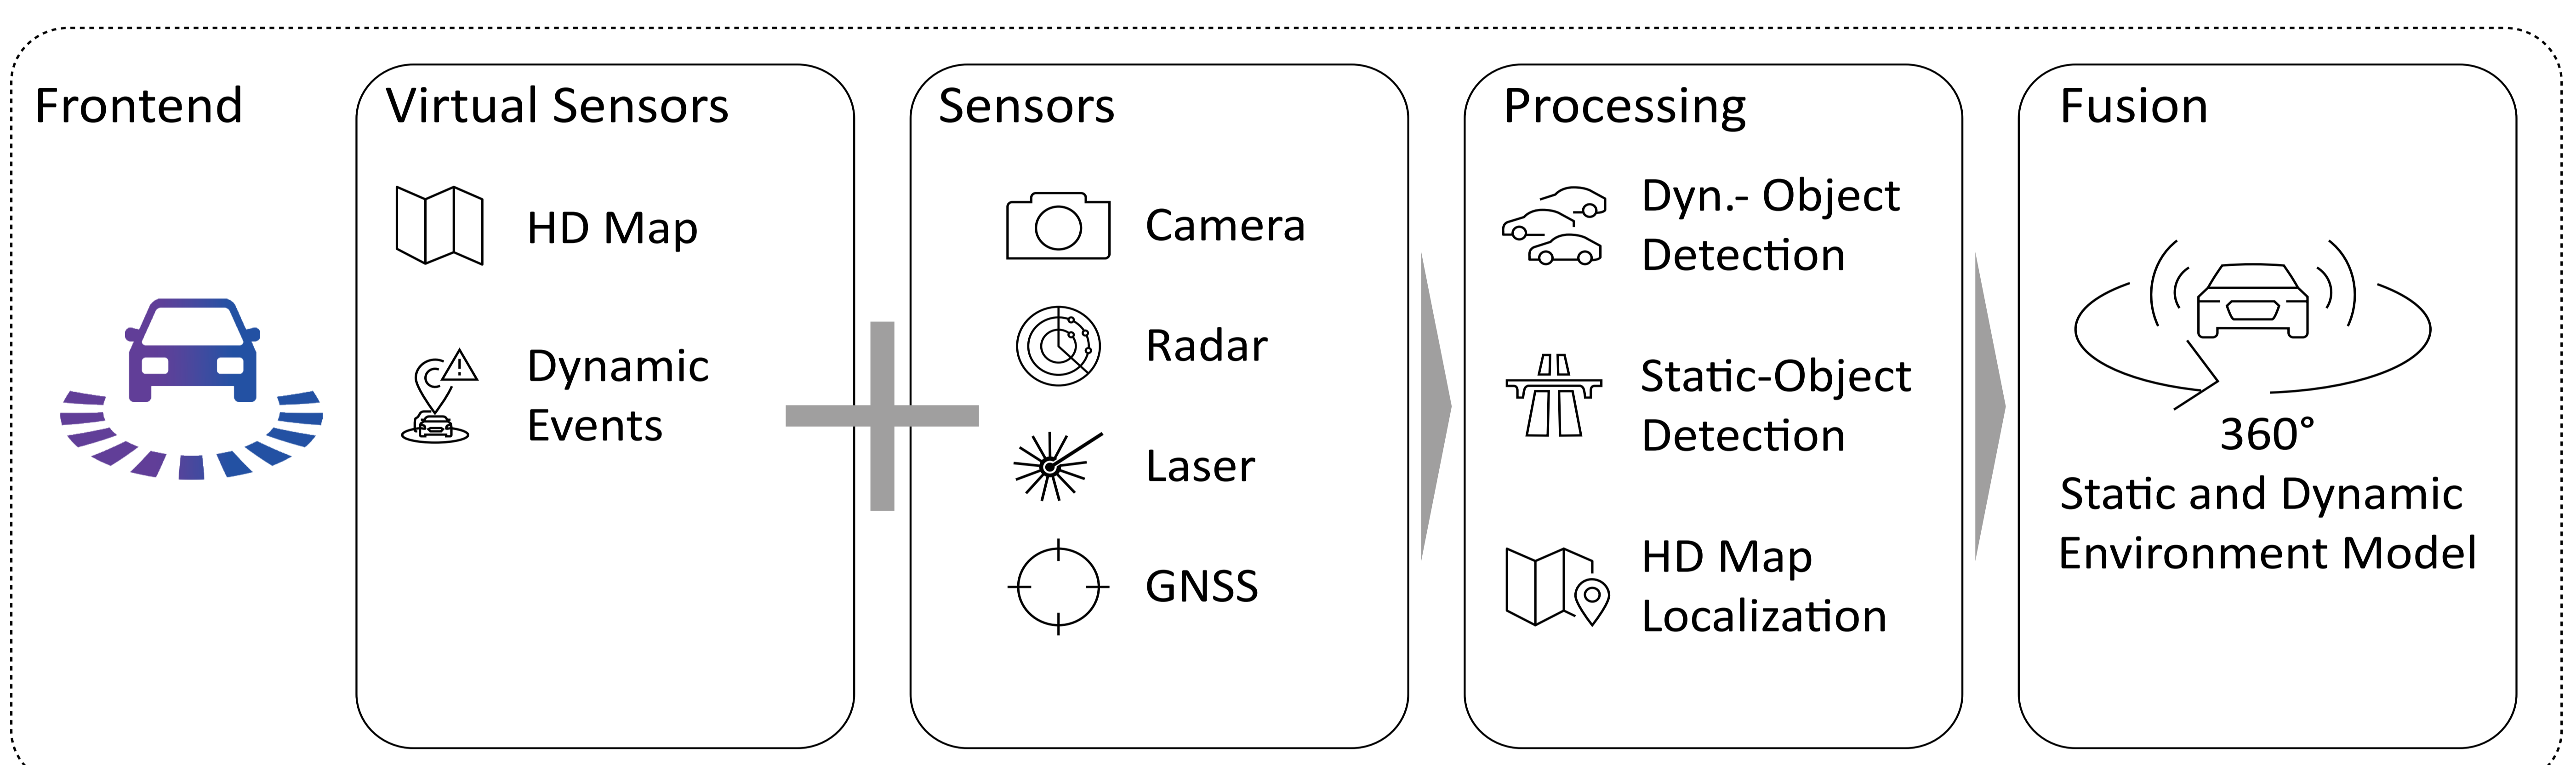 Frontend
Virtual Sensors
HD Map
Dynamic
Events
Sensors
Camera
Radar
Laser
GNSS
Processing
Dyn.- Object
Detection
Static-Object
Detection
HD Map
Localization
Fusion
360°
Static and Dynamic
Environment Model